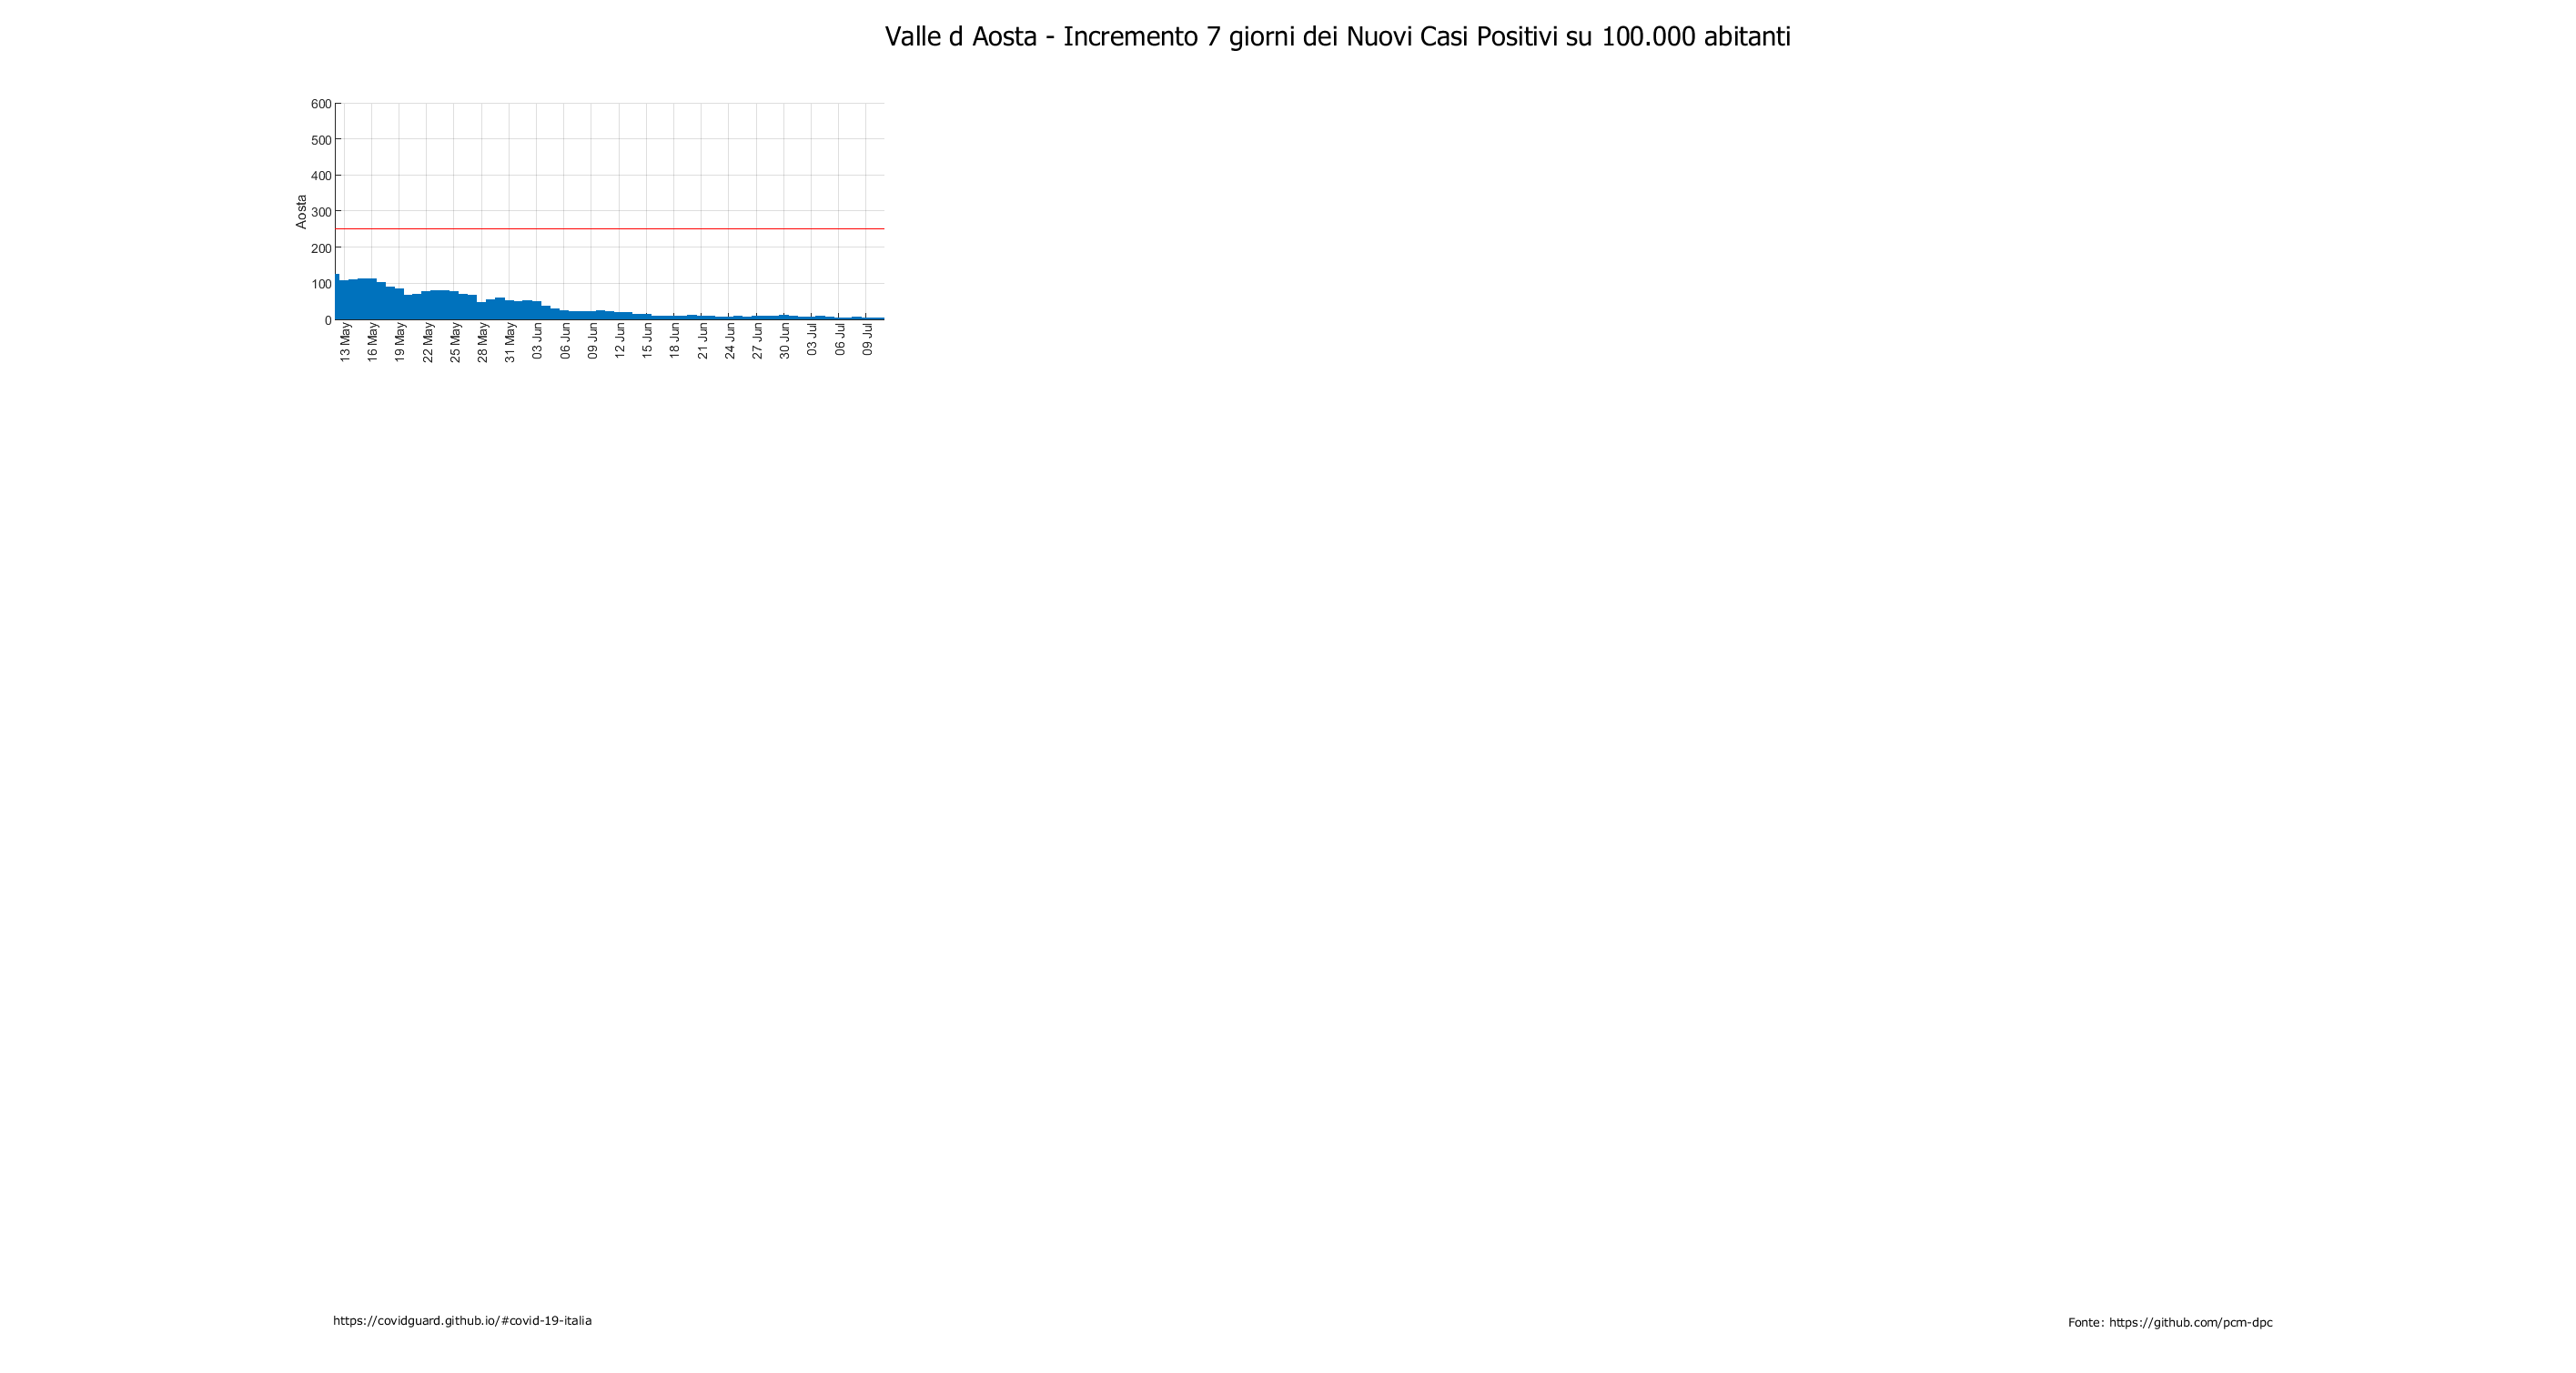 Valle d Aosta - Incremento 7 giorni dei Nuovi Casi Positivi su 100.000 abitanti
600
500
400
300
200
100
0
Aosta
13 May
16 May
19 May
22 May
25 May
28 May
31 May
03 Jun
06 Jun
09 Jun
12 Jun
15 Jun
18 Jun
21 Jun
24 Jun
27 Jun
30 Jun
03 Jul
06 Jul
09 Jul
https://covidguard.github.io/#covid-19-italia
Fonte: https://github.com/pcm-dpc